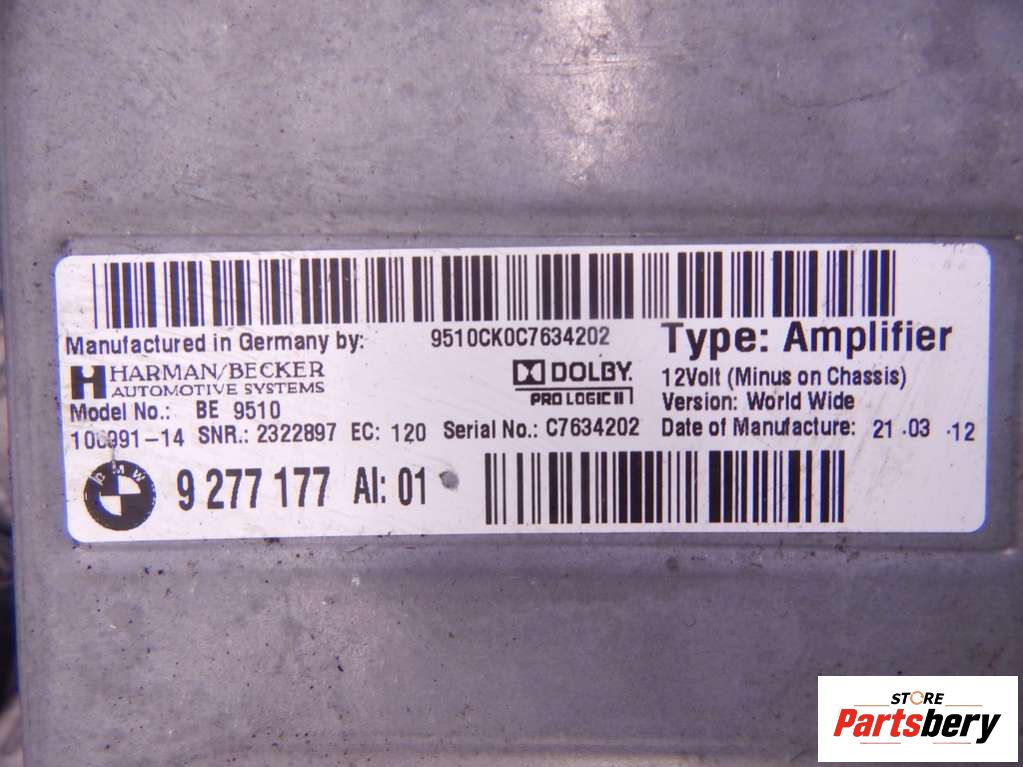 Manufactured in Germany by:
9510CK0C7634202
Type: Amplifier
HARMAN/BECKER
AUTOMOTIVE SYSTEMS
DOLBY
PRO LOGIC II
12Volt (Minus on Chassis)
Model No.: BE 9510
Version: World Wide
SNR.: 2322897 EC: 120 Serial No.: C7634202 Date of Manufacture: 21 .03 .12
BMW
9 277 177 AI: 01
STORE
Partsbery